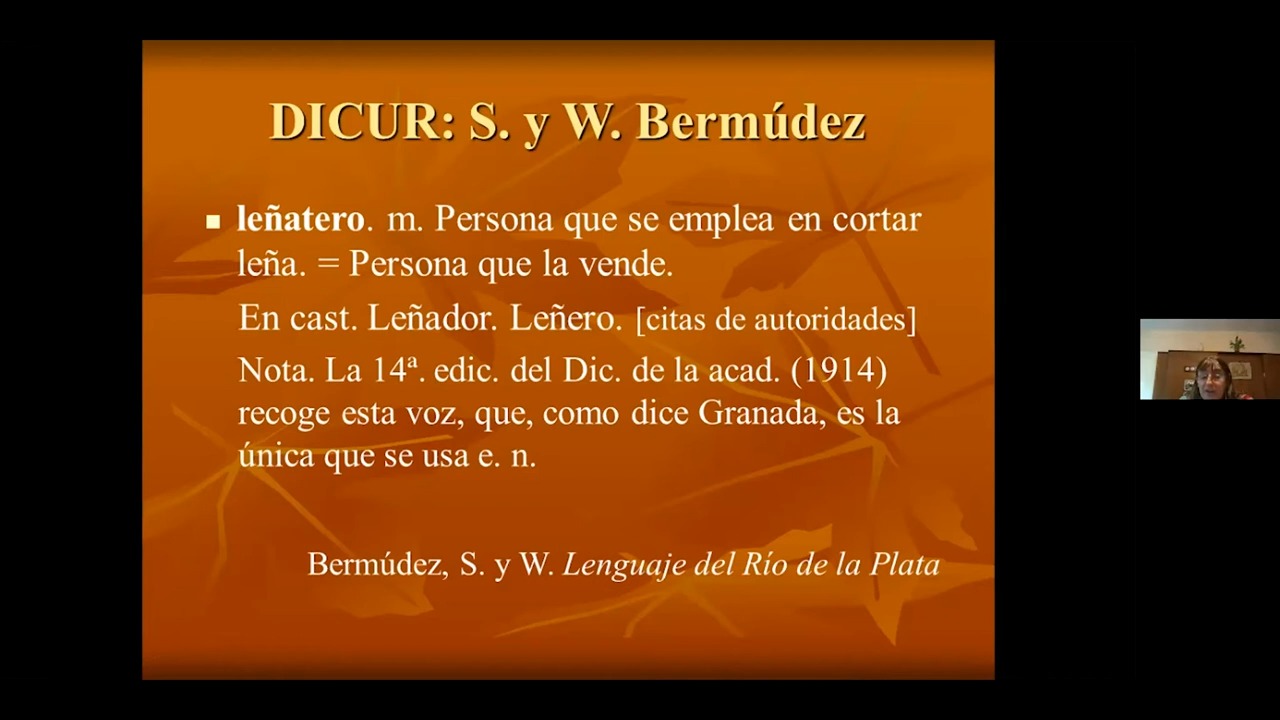 DICUR: S. y W. Bermúdez
leñatero. m. Persona que se emplea en cortar
leña. = Persona que la vende.
En cast. Leñador. Leñero. [citas de autoridades]
Nota. La 14ª. edic. del Dic. de la acad. (1914)
recoge esta voz, que, como dice Granada, es la
única que se usa e. n.
Bermúdez, S. y W. Lenguaje del Río de la Plata